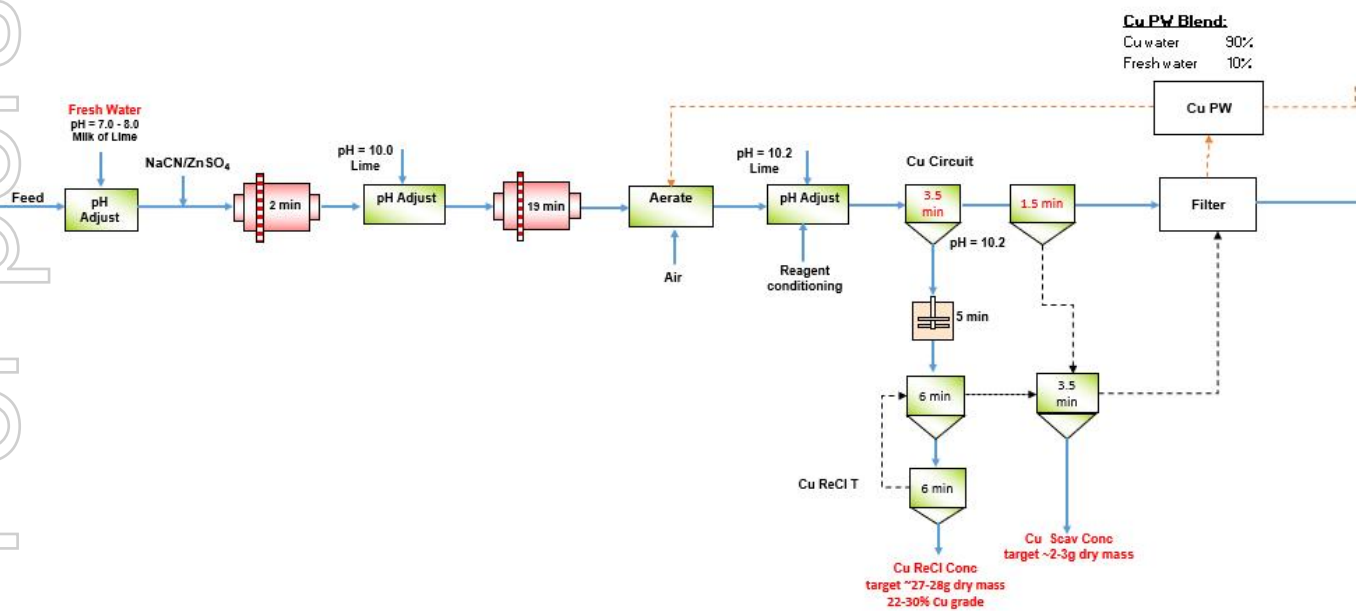 Cu PW Blend:
Cu water 90%
Fresh water 10%
Cu PW
Fresh Water
pH = 7.0 - 8.0
Milk of Lime
NaCN/ZnSO₄
pH = 10.0
Lime
pH = 10.2
Lime
Cu Circuit
Feed
pH
Adjust
2 min
pH Adjust
19 min
Aerate
pH Adjust
3.5
min
1.5 min
Filter
pH = 10.2
Air
Reagent
conditioning
5 min
6 min
3.5
min
Cu ReCl T
6 min
Cu Scav Conc
target ~2-3g dry mass
Cu ReCl Conc
target ~27-28g dry mass
22-30% Cu grade